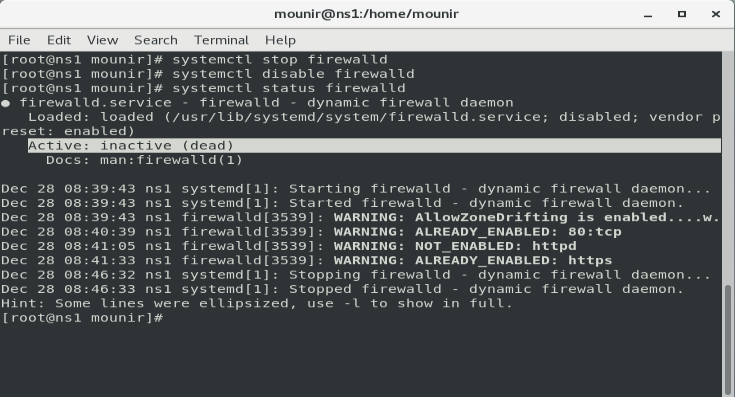 mounir@ns1:/home/mounir
File Edit View Search Terminal Help
[root@ns1 mounir]# systemctl stop firewalld
[root@ns1 mounir]# systemctl disable firewalld
[root@ns1 mounir]# systemctl status firewalld
● firewalld.service - firewalld - dynamic firewall daemon
   Loaded: loaded (/usr/lib/systemd/system/firewalld.service; disabled; vendor p
reset: enabled)
   Active: inactive (dead)
     Docs: man:firewalld(1)

Dec 28 08:39:43 ns1 systemd[1]: Starting firewalld - dynamic firewall daemon...
Dec 28 08:39:43 ns1 systemd[1]: Started firewalld - dynamic firewall daemon.
Dec 28 08:39:43 ns1 firewalld[3539]: WARNING: AllowZoneDrifting is enabled....w.
Dec 28 08:40:39 ns1 firewalld[3539]: WARNING: ALREADY_ENABLED: 80:tcp
Dec 28 08:41:05 ns1 firewalld[3539]: WARNING: NOT_ENABLED: httpd
Dec 28 08:41:33 ns1 firewalld[3539]: WARNING: ALREADY_ENABLED: https
Dec 28 08:46:32 ns1 systemd[1]: Stopping firewalld - dynamic firewall daemon...
Dec 28 08:46:33 ns1 systemd[1]: Stopped firewalld - dynamic firewall daemon.
Hint: Some lines were ellipsized, use -l to show in full.
[root@ns1 mounir]#